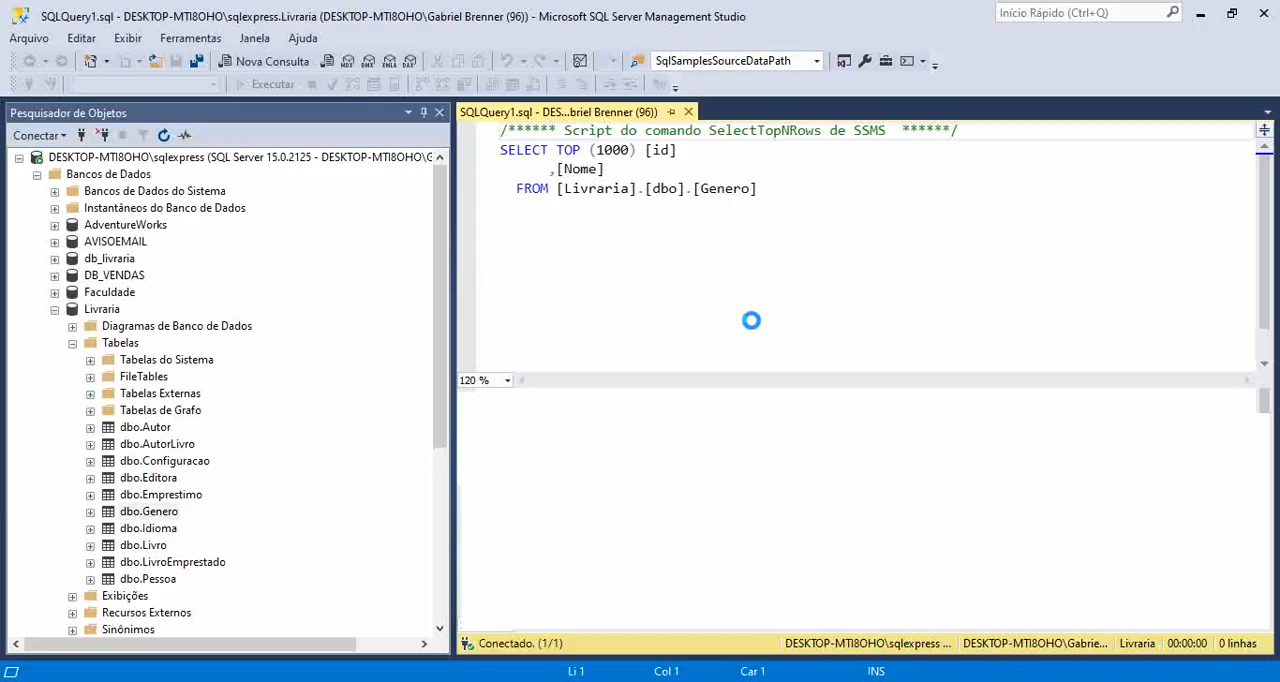 SQLQuery1.sql - DESKTOP-MTI8OHO\sqlexpress.Livraria (DESKTOP-MTI8OHO\Gabriel Brenner (96)) - Microsoft SQL Server Management Studio
Início Rápido (Ctrl+Q)
Arquivo Editar Exibir Ferramentas Janela Ajuda
Nova Consulta
SqlSamplesSourceDataPath
Executar
Pesquisador de Objetos
Conectar
DESKTOP-MTI8OHO\sqlexpress (SQL Server 15.0.2125 - DESKTOP-MTI8OHO\G
Bancos de Dados
Bancos de Dados do Sistema
Instantâneos do Banco de Dados
AdventureWorks
AVISOEMAIL
db_livraria
DB_VENDAS
Faculdade
Livraria
Diagramas de Banco de Dados
Tabelas
Tabelas do Sistema
FileTables
Tabelas Externas
Tabelas de Grafo
dbo.Autor
dbo.AutorLivro
dbo.Configuracao
dbo.Editora
dbo.Emprestimo
dbo.Genero
dbo.Idioma
dbo.Livro
dbo.LivroEmprestado
dbo.Pessoa
Exibições
Recursos Externos
Sinônimos
SQLQuery1.sql - DES...briel Brenner (96))
/****** Script do comando SelectTopNRows de SSMS  ******/
SELECT TOP (1000) [id]
,[Nome]
FROM [Livraria].[dbo].[Genero]
120 %
Conectado. (1/1)
DESKTOP-MTI8OHO\sqlexpress ... DESKTOP-MTI8OHO\Gabrie... Livraria 00:00:00 0 linhas
Li 1 Col 1 Car 1 INS